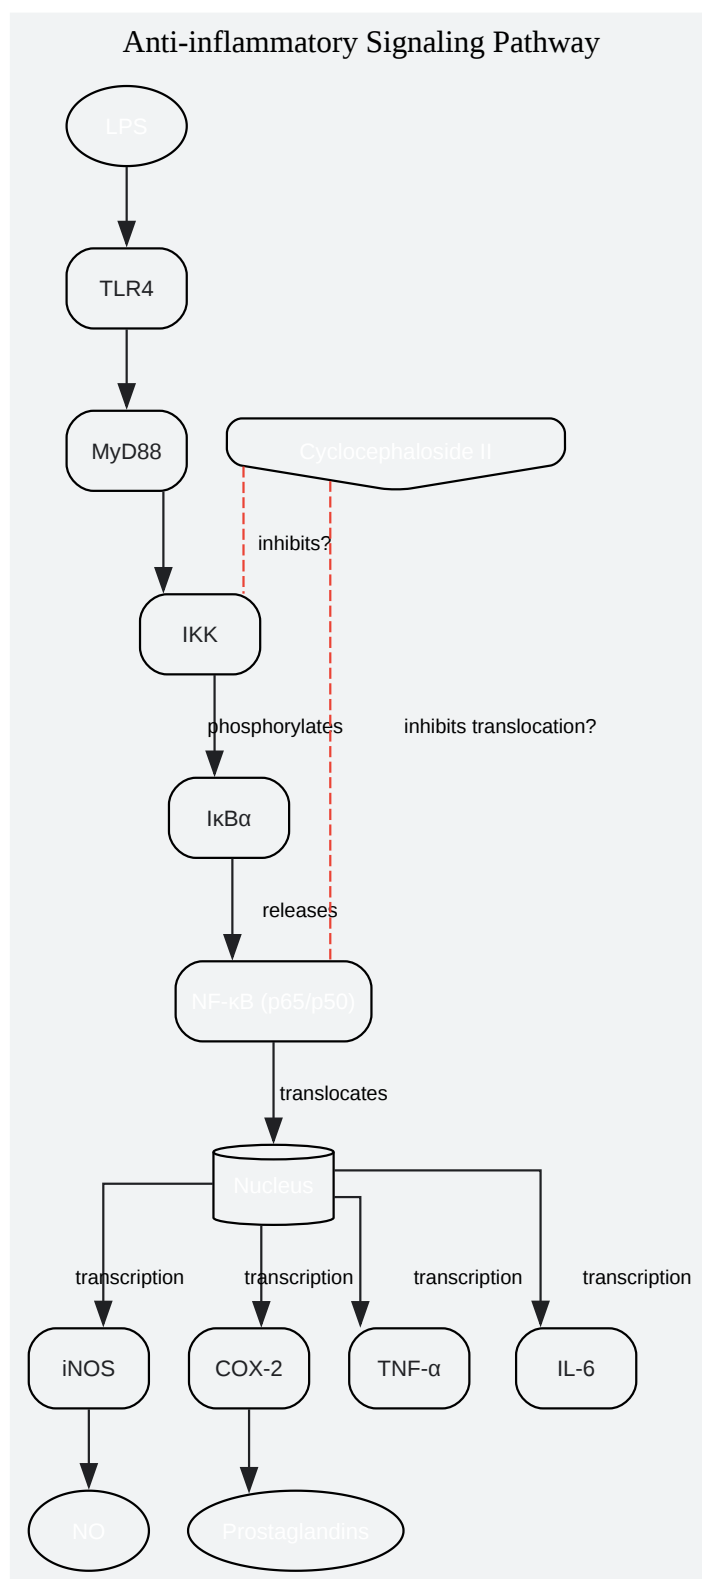 Anti-inflammatory Signaling Pathway
LPS
TLR4
MyD88
Cyclocephaloside II
inhibits?
IKK
phosphorylates
inhibits translocation?
IκBα
releases
NF-κB (p65/p50)
translocates
Nucleus
transcription
transcription
transcription
transcription
iNOS
COX-2
TNF-α
IL-6
NO
Prostaglandins